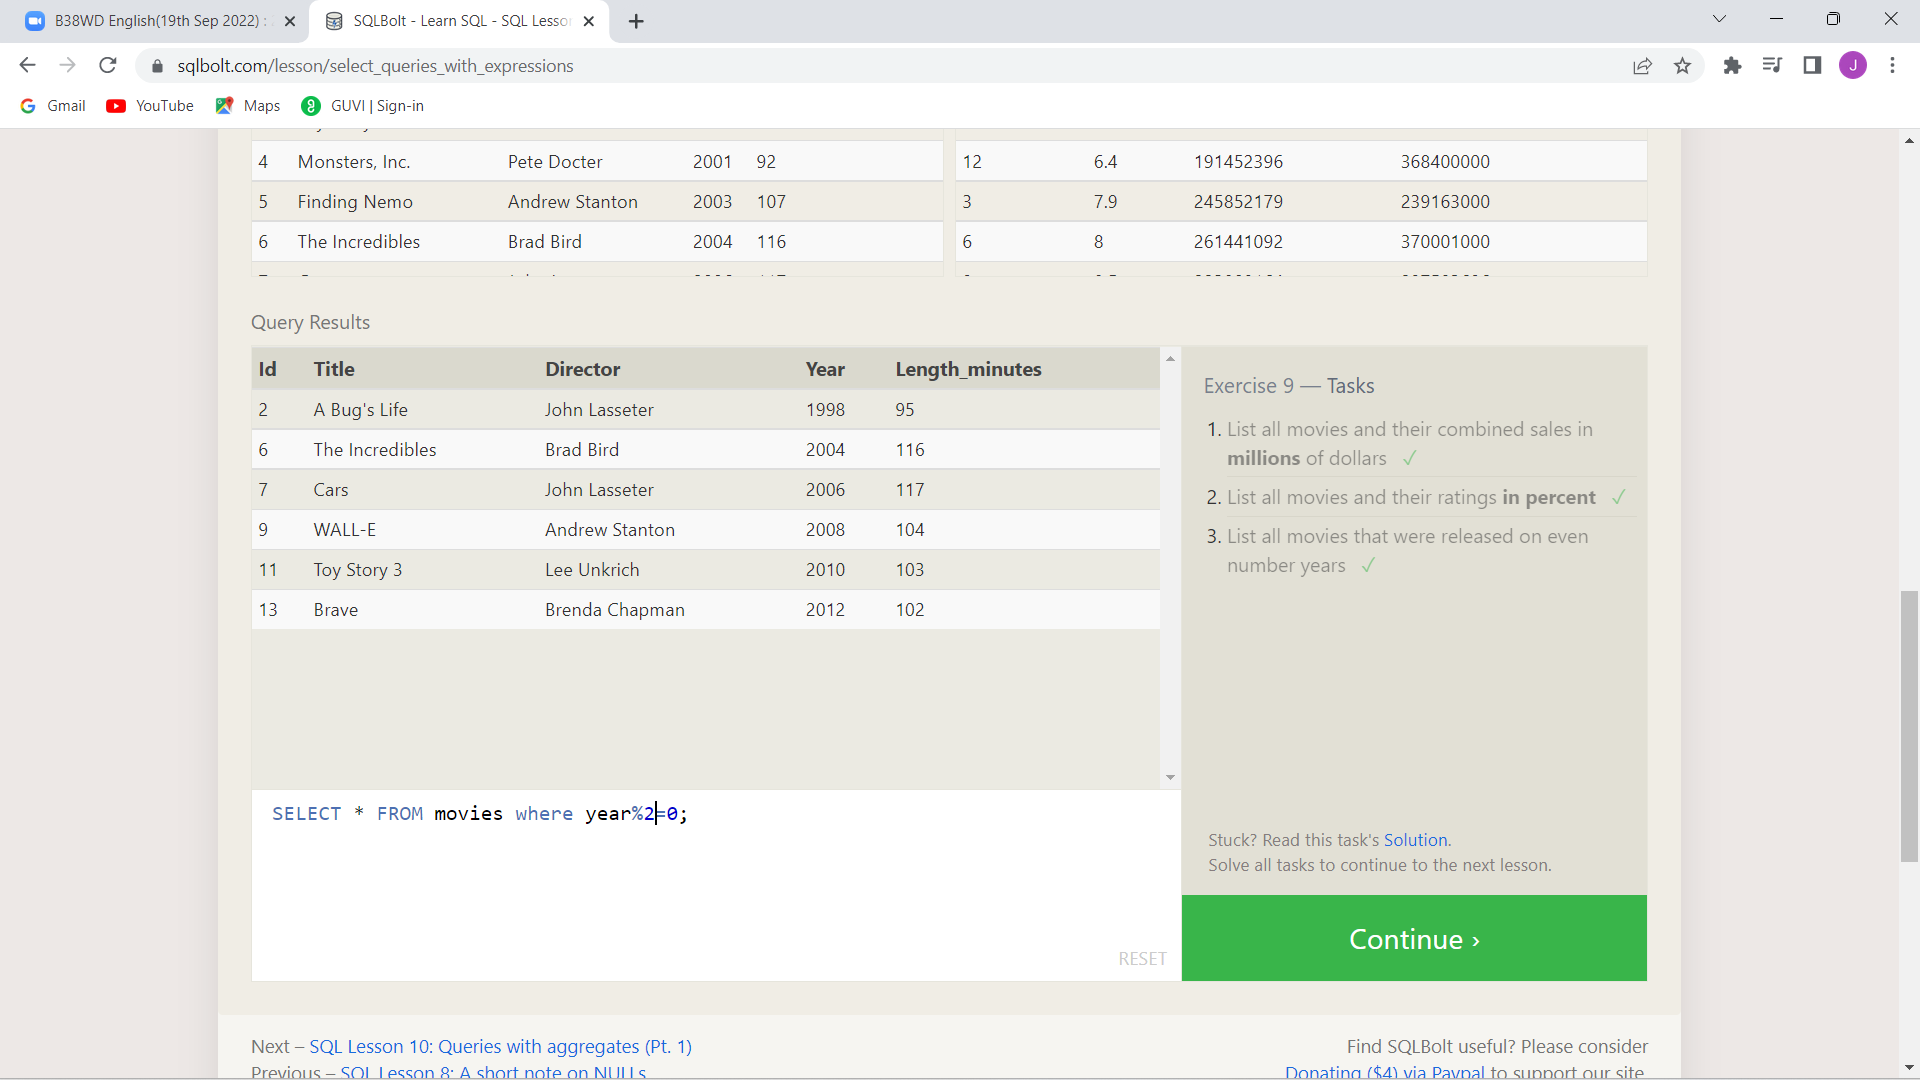 B38WD English(19th Sep 2022) :
SQLBolt - Learn SQL - SQL Lesso
sqlbolt.com/lesson/select_queries_with_expressions
J
Gmail
YouTube
Maps
GUVI | Sign-in
4 Monsters, Inc. Pete Docter 2001 92
12 6.4 191452396 368400000
5 Finding Nemo Andrew Stanton 2003 107
3 7.9 245852179 239163000
6 The Incredibles Brad Bird 2004 116
6 8 261441092 370001000
Query Results
Id Title Director Year Length_minutes
2 A Bug's Life John Lasseter 1998 95
6 The Incredibles Brad Bird 2004 116
7 Cars John Lasseter 2006 117
9 WALL-E Andrew Stanton 2008 104
11 Toy Story 3 Lee Unkrich 2010 103
13 Brave Brenda Chapman 2012 102
Exercise 9 — Tasks
1. List all movies and their combined sales in
millions of dollars ✓
2. List all movies and their ratings in percent ✓
3. List all movies that were released on even
number years ✓
SELECT * FROM movies where year%2=0;
RESET
Stuck? Read this task's Solution.
Solve all tasks to continue to the next lesson.
Continue ›
Next – SQL Lesson 10: Queries with aggregates (Pt. 1)
Previous – SQL Lesson 8: A short note on NULLs
Find SQLBolt useful? Please consider
Donating ($4) via Paypal to support our site.